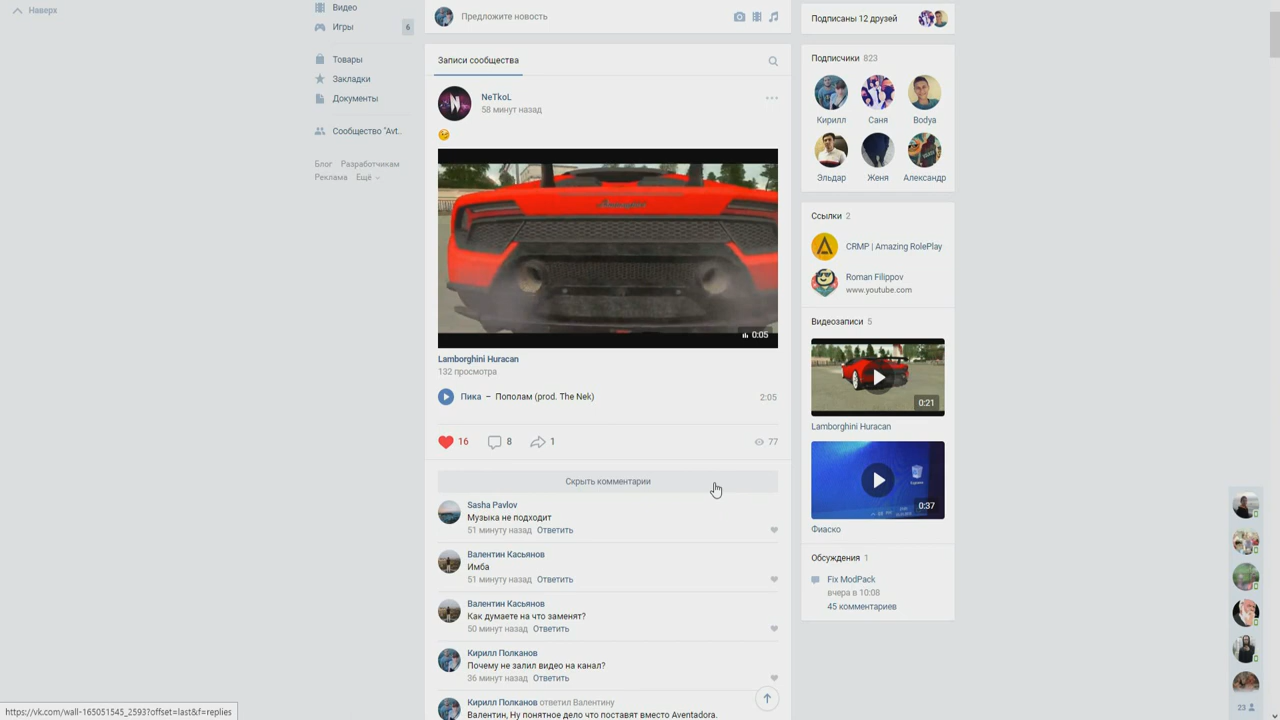 Наверх
Видео
Игры
6
Товары
Закладки
Документы
Сообщество "Avt..
Блог Разработчикам
Реклама Ещё
Предложите новость
Записи сообщества
NeTkoL
58 минут назад
0:05
Lamborghini Huracan
132 просмотра
Пика – Пополам (prod. The Nek)
2:05
16
8
1
77
Скрыть комментарии
Sasha Pavlov
Музыка не подходит
51 минуту назад Ответить
Валентин Касьянов
Имба
51 минуту назад Ответить
Валентин Касьянов
Как думаете на что заменят?
50 минут назад Ответить
Кирилл Полканов
Почему не залил видео на канал?
36 минут назад Ответить
Кирилл Полканов ответил Валентину
Валентин, Ну понятное дело что поставят вместо Aventadora.
Подписаны 12 друзей
Подписчики 823
Кирилл Саня Bodya
Эльдар Женя Александр
Ссылки 2
CRMP | Amazing RolePlay
Roman Filippov
www.youtube.com
Видеозаписи 5
0:21
Lamborghini Huracan
0:37
Фиаско
Обсуждения 1
Fix ModPack
вчера в 10:08
45 комментариев
23
https://vk.com/wall-165051545_2593?offset=last&f=replies